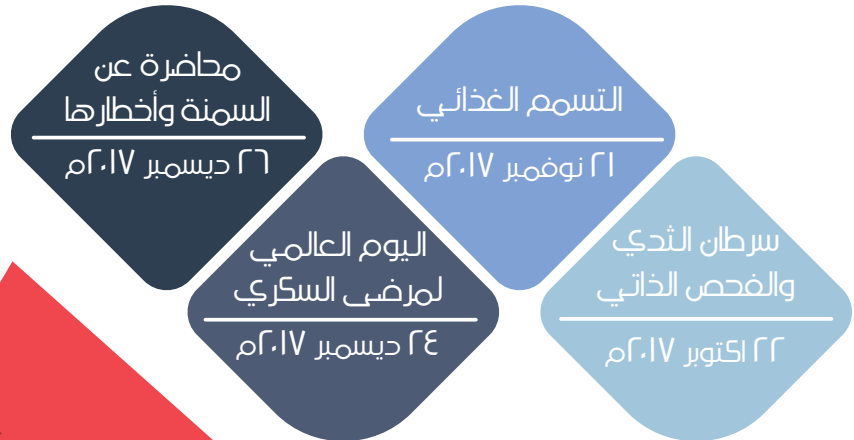 سرطان الثدي
والفحص الذاتي
٢٢ اكتوبر ٢٠١٧م
التسمم الغذائي
٢١ نوفمبر ٢٠١٧م
اليوم العالمي
لمرضى السكري
٢٤ ديسمبر ٢٠١٧م
محاضرة عن
السمنة وأخطارها
٢٦ ديسمبر ٢٠١٧م